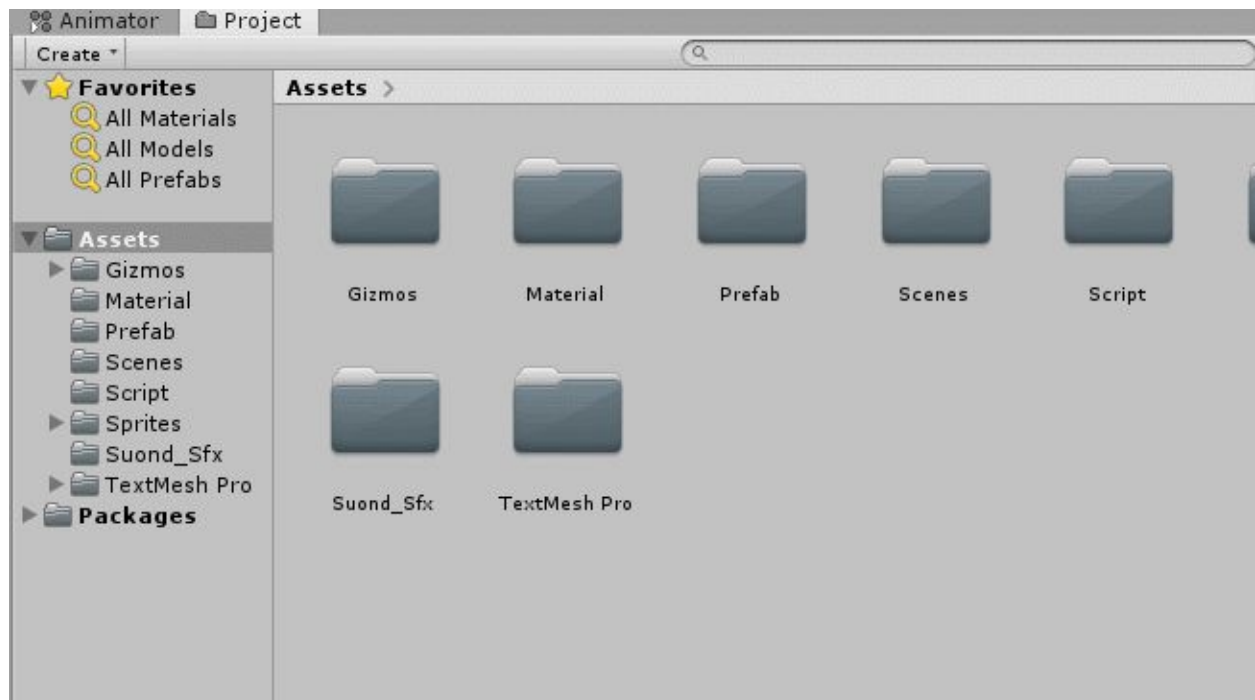 Animator Project
Create
Favorites Assets >
All Materials
All Models
All Prefabs
Assets
Gizmos
Material
Prefab
Scenes
Script
Sprites
Suond_Sfx
TextMesh Pro
Packages
Gizmos Material Prefab Scenes Script
Suond_Sfx TextMesh Pro